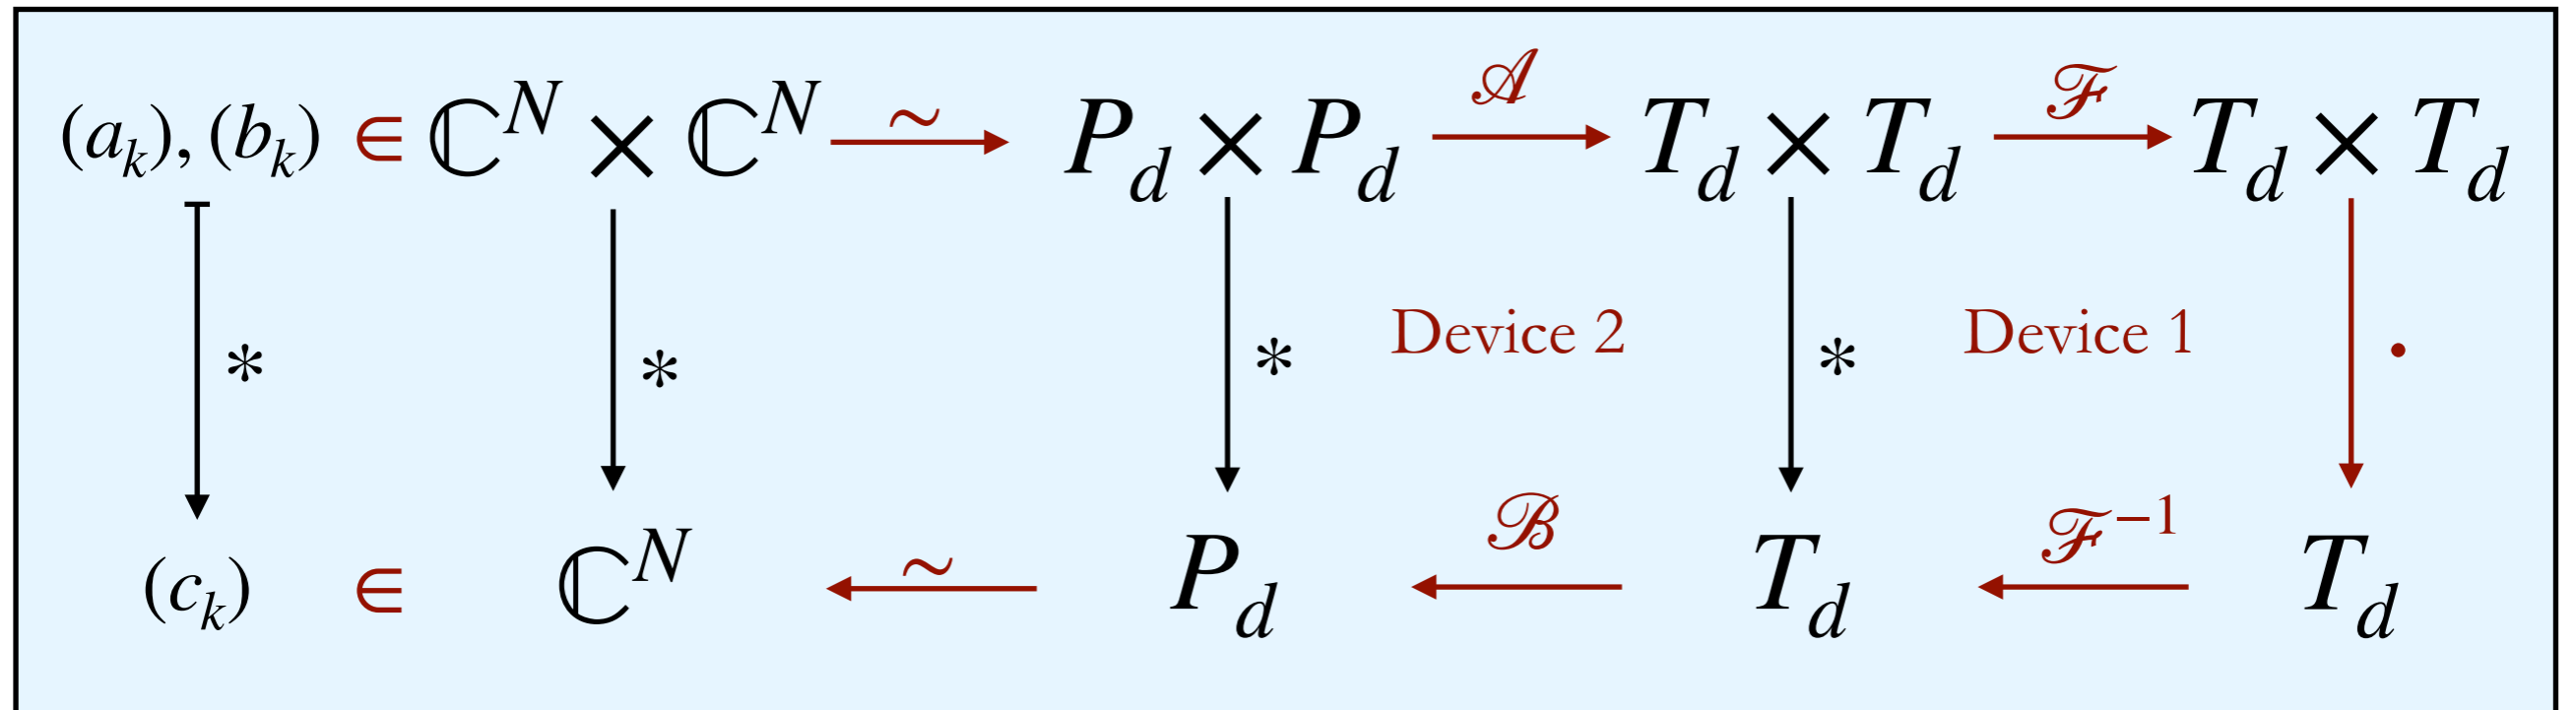 (a_k), (b_k) ∈ ℂ^N × ℂ^N ~ P_d × P_d 𝒜 T_d × T_d ℱ T_d × T_d
* * * Device 2 * Device 1 ·
(c_k) ∈ ℂ^N ~ P_d ℬ T_d ℱ^{-1} T_d